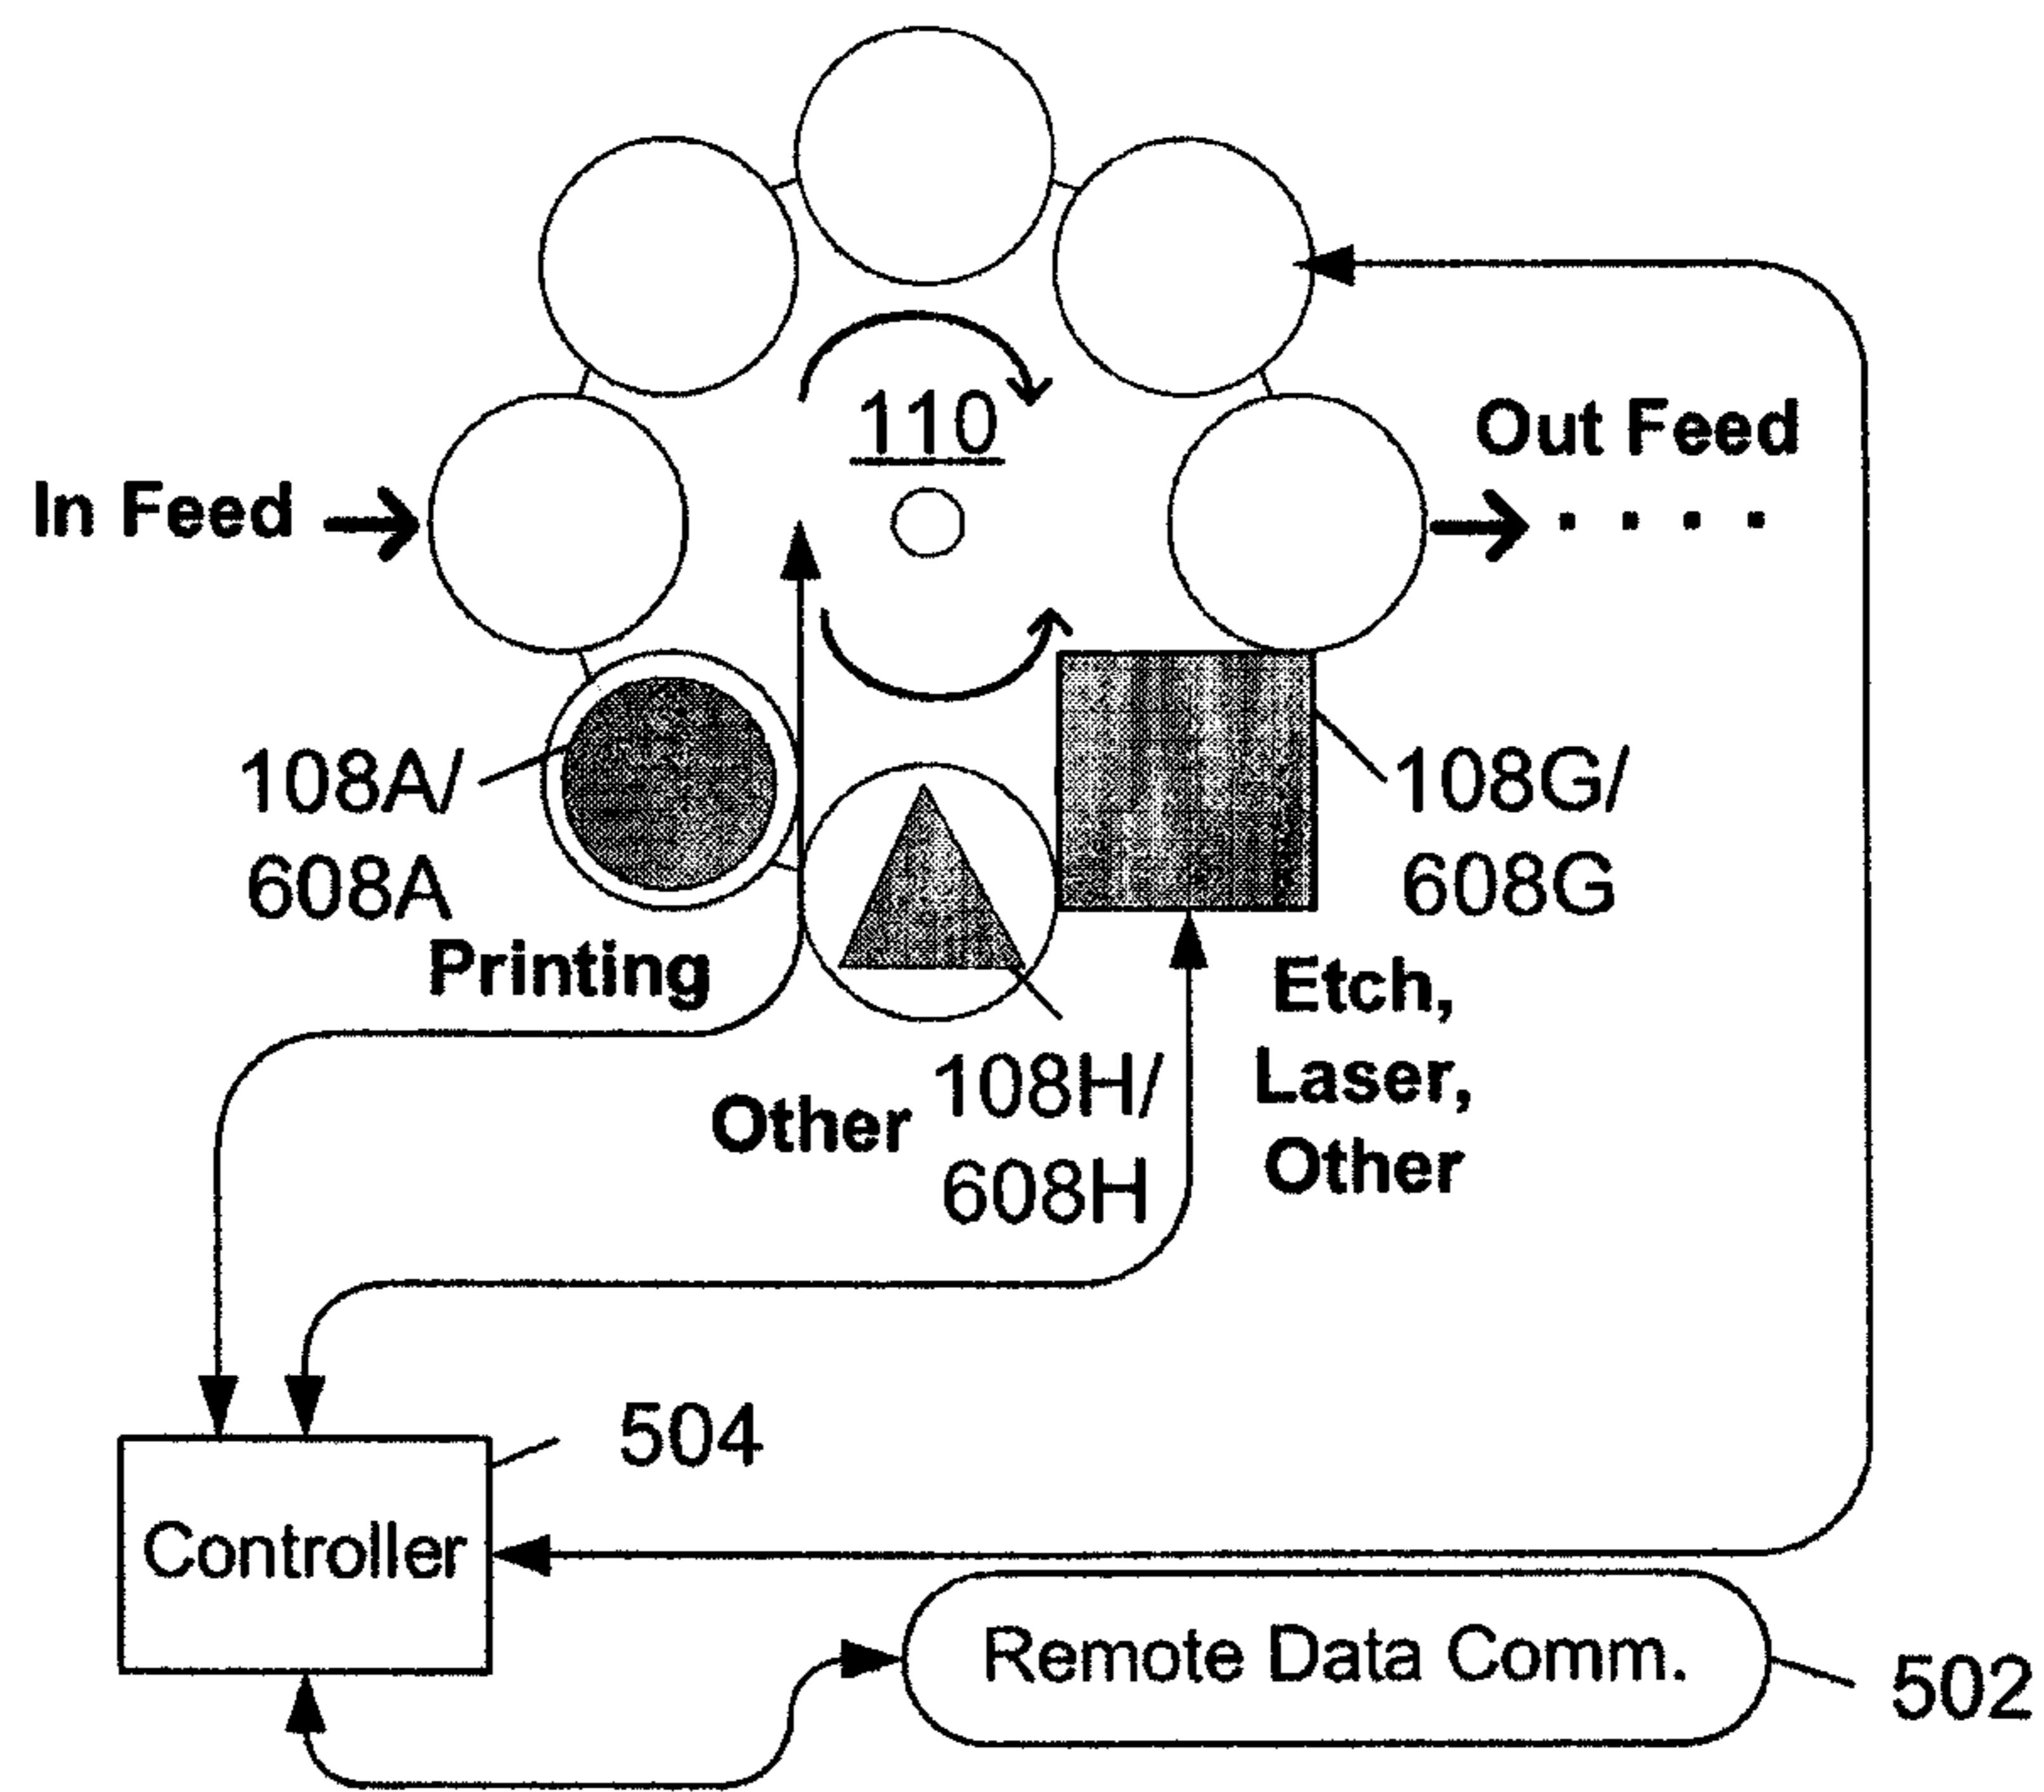 110
Out Feed
In Feed
108A/
608A
108G/
608G
Printing
Etch,
Laser,
Other
Other
108H/
608H
504
Controller
Remote Data Comm.
502